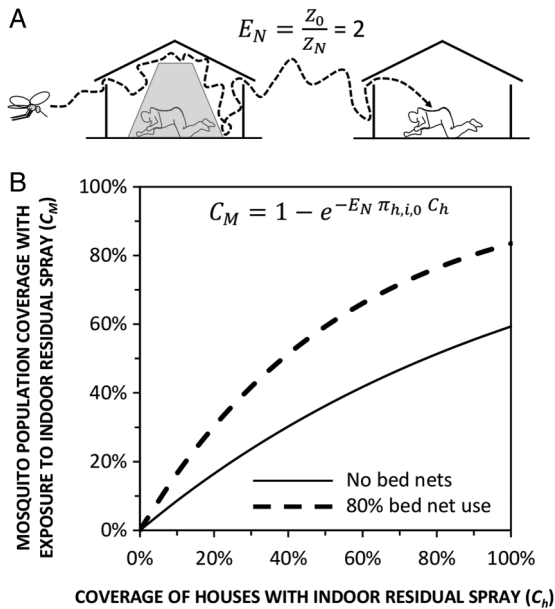 A
E_N = Z_0 / Z_N = 2
B
C_M = 1 − e^{−E_N π_{h,i,0} C_h}
MOSQUITO POPULATION COVERAGE WITH
EXPOSURE TO INDOOR RESIDUAL SPRAY (C_M)
100%
80%
60%
40%
20%
0%
No bed nets
80% bed net use
0% 20% 40% 60% 80% 100%
COVERAGE OF HOUSES WITH INDOOR RESIDUAL SPRAY (C_h)